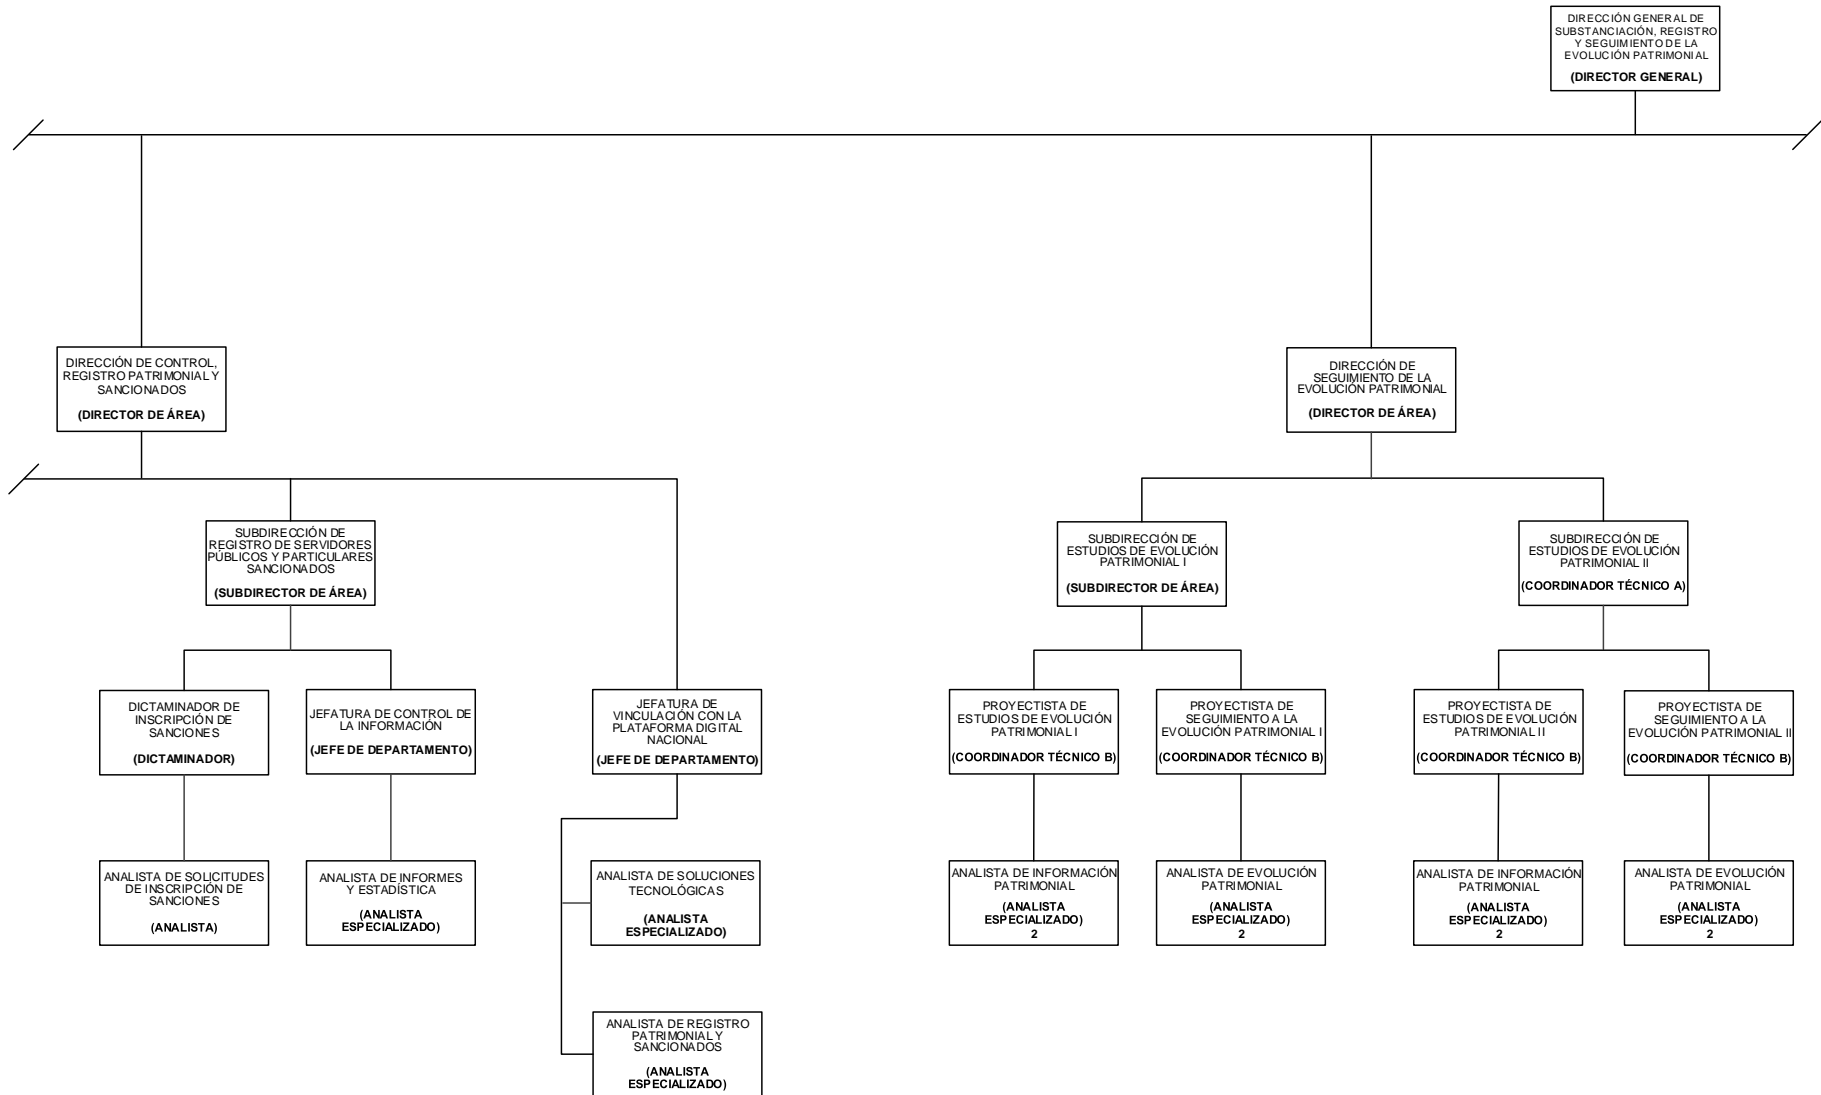 DIRECCIÓN GENERAL DE
SUBSTANCIACIÓN, REGISTRO
Y SEGUIMIENTO DE LA
EVOLUCIÓN PATRIMONIAL
(DIRECTOR GENERAL)
DIRECCIÓN DE CONTROL,
REGISTRO PATRIMONIAL Y
SANCIONADOS
(DIRECTOR DE ÁREA)
DIRECCIÓN DE
SEGUIMIENTO DE LA
EVOLUCIÓN PATRIMONIAL
(DIRECTOR DE ÁREA)
SUBDIRECCIÓN DE
REGISTRO DE SERVIDORES
PÚBLICOS Y PARTICULARES
SANCIONADOS
(SUBDIRECTOR DE ÁREA)
SUBDIRECCIÓN DE
ESTUDIOS DE EVOLUCIÓN
PATRIMONIAL I
(SUBDIRECTOR DE ÁREA)
SUBDIRECCIÓN DE
ESTUDIOS DE EVOLUCIÓN
PATRIMONIAL II
(COORDINADOR TÉCNICO A)
DICTAMINADOR DE
INSCRIPCIÓN DE
SANCIONES
(DICTAMINADOR)
JEFATURA DE CONTROL DE
LA INFORMACIÓN
(JEFE DE DEPARTAMENTO)
JEFATURA DE
VINCULACIÓN CON LA
PLATAFORMA DIGITAL
NACIONAL
(JEFE DE DEPARTAMENTO)
PROYECTISTA DE
ESTUDIOS DE EVOLUCIÓN
PATRIMONIAL I
(COORDINADOR TÉCNICO B)
PROYECTISTA DE
SEGUIMIENTO A LA
EVOLUCIÓN PATRIMONIAL I
(COORDINADOR TÉCNICO B)
PROYECTISTA DE
ESTUDIOS DE EVOLUCIÓN
PATRIMONIAL II
(COORDINADOR TÉCNICO B)
PROYECTISTA DE
SEGUIMIENTO A LA
EVOLUCIÓN PATRIMONIAL II
(COORDINADOR TÉCNICO B)
ANALISTA DE SOLICITUDES
DE INSCRIPCIÓN DE
SANCIONES
(ANALISTA)
ANALISTA DE INFORMES
Y ESTADÍSTICA
(ANALISTA
ESPECIALIZADO)
ANALISTA DE SOLUCIONES
TECNOLÓGICAS
(ANALISTA
ESPECIALIZADO)
ANALISTA DE INFORMACIÓN
PATRIMONIAL
(ANALISTA
ESPECIALIZADO)
2
ANALISTA DE EVOLUCIÓN
PATRIMONIAL
(ANALISTA
ESPECIALIZADO)
2
ANALISTA DE INFORMACIÓN
PATRIMONIAL
(ANALISTA
ESPECIALIZADO)
2
ANALISTA DE EVOLUCIÓN
PATRIMONIAL
(ANALISTA
ESPECIALIZADO)
2
ANALISTA DE REGISTRO
PATRIMONIAL Y
SANCIONADOS
(ANALISTA
ESPECIALIZADO)